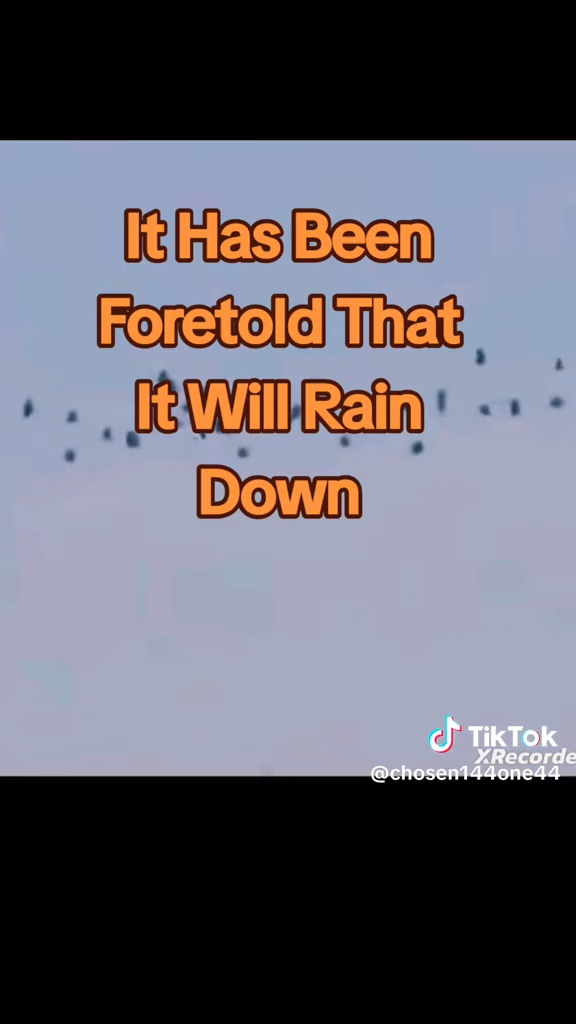 It Has Been
Foretold That
It Will Rain
Down
TikTok
XRecorde
@chosen144one44